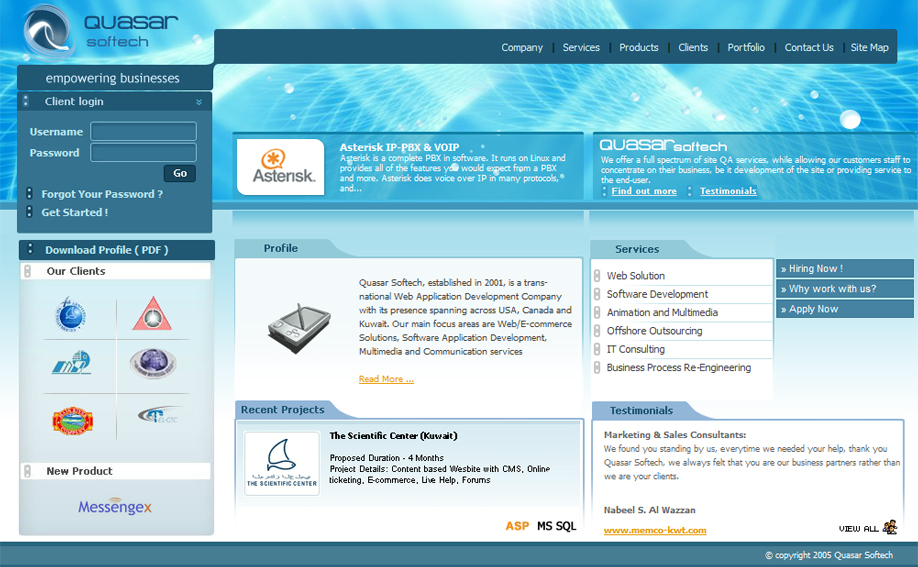 Quasar
softech
empowering businesses
Company | Services | Products | Clients | Portfolio | Contact Us | Site Map
Client login
Username
Password
Go
Forgot Your Password ?
Get Started !
Asterisk.
Asterisk IP-PBX & VOIP
Asterisk is a complete PBX in software. It runs on Linux and
provides all of the features you would expect from a PBX
and more. Asterisk does voice over IP in many protocols,
and...
Quasar softech
We offer a full spectrum of site QA services, while allowing our customers staff to
concentrate on their business, be it development of the site or providing service to
the end-user.
Find out more
Testimonials
Download Profile ( PDF )
Our Clients
New Product
Messengex
Profile
Quasar Softech, established in 2001, is a trans-
national Web Application Development Company
with its presence spanning across USA, Canada and
Kuwait. Our main focus areas are Web/E-commerce
Solutions, Software Application Development,
Multimedia and Communication services
Read More ...
Services
Web Solution
Software Development
Animation and Multimedia
Offshore Outsourcing
IT Consulting
Business Process Re-Engineering
» Hiring Now !
» Why work with us?
» Apply Now
Recent Projects
THE SCIENTIFIC CENTER
The Scientific Center (Kuwait)
Proposed Duration - 4 Months
Project Details: Content based Wesbite with CMS, Online
ticketing, E-commerce, Live Help, Forums
ASP MS SQL
Testimonials
Marketing & Sales Consultants:
We found you standing by us, everytime we needed your help, thank you
Quasar Softech, we always felt that you are our business partners rather than
we are your clients.
Nabeel S. Al Wazzan
www.memco-kwt.com
VIEW ALL
© copyright 2005 Quasar Softech